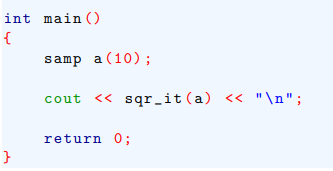 int main()
{
samp a(10);
cout << sqr_it(a) << "\n";
return 0;
}